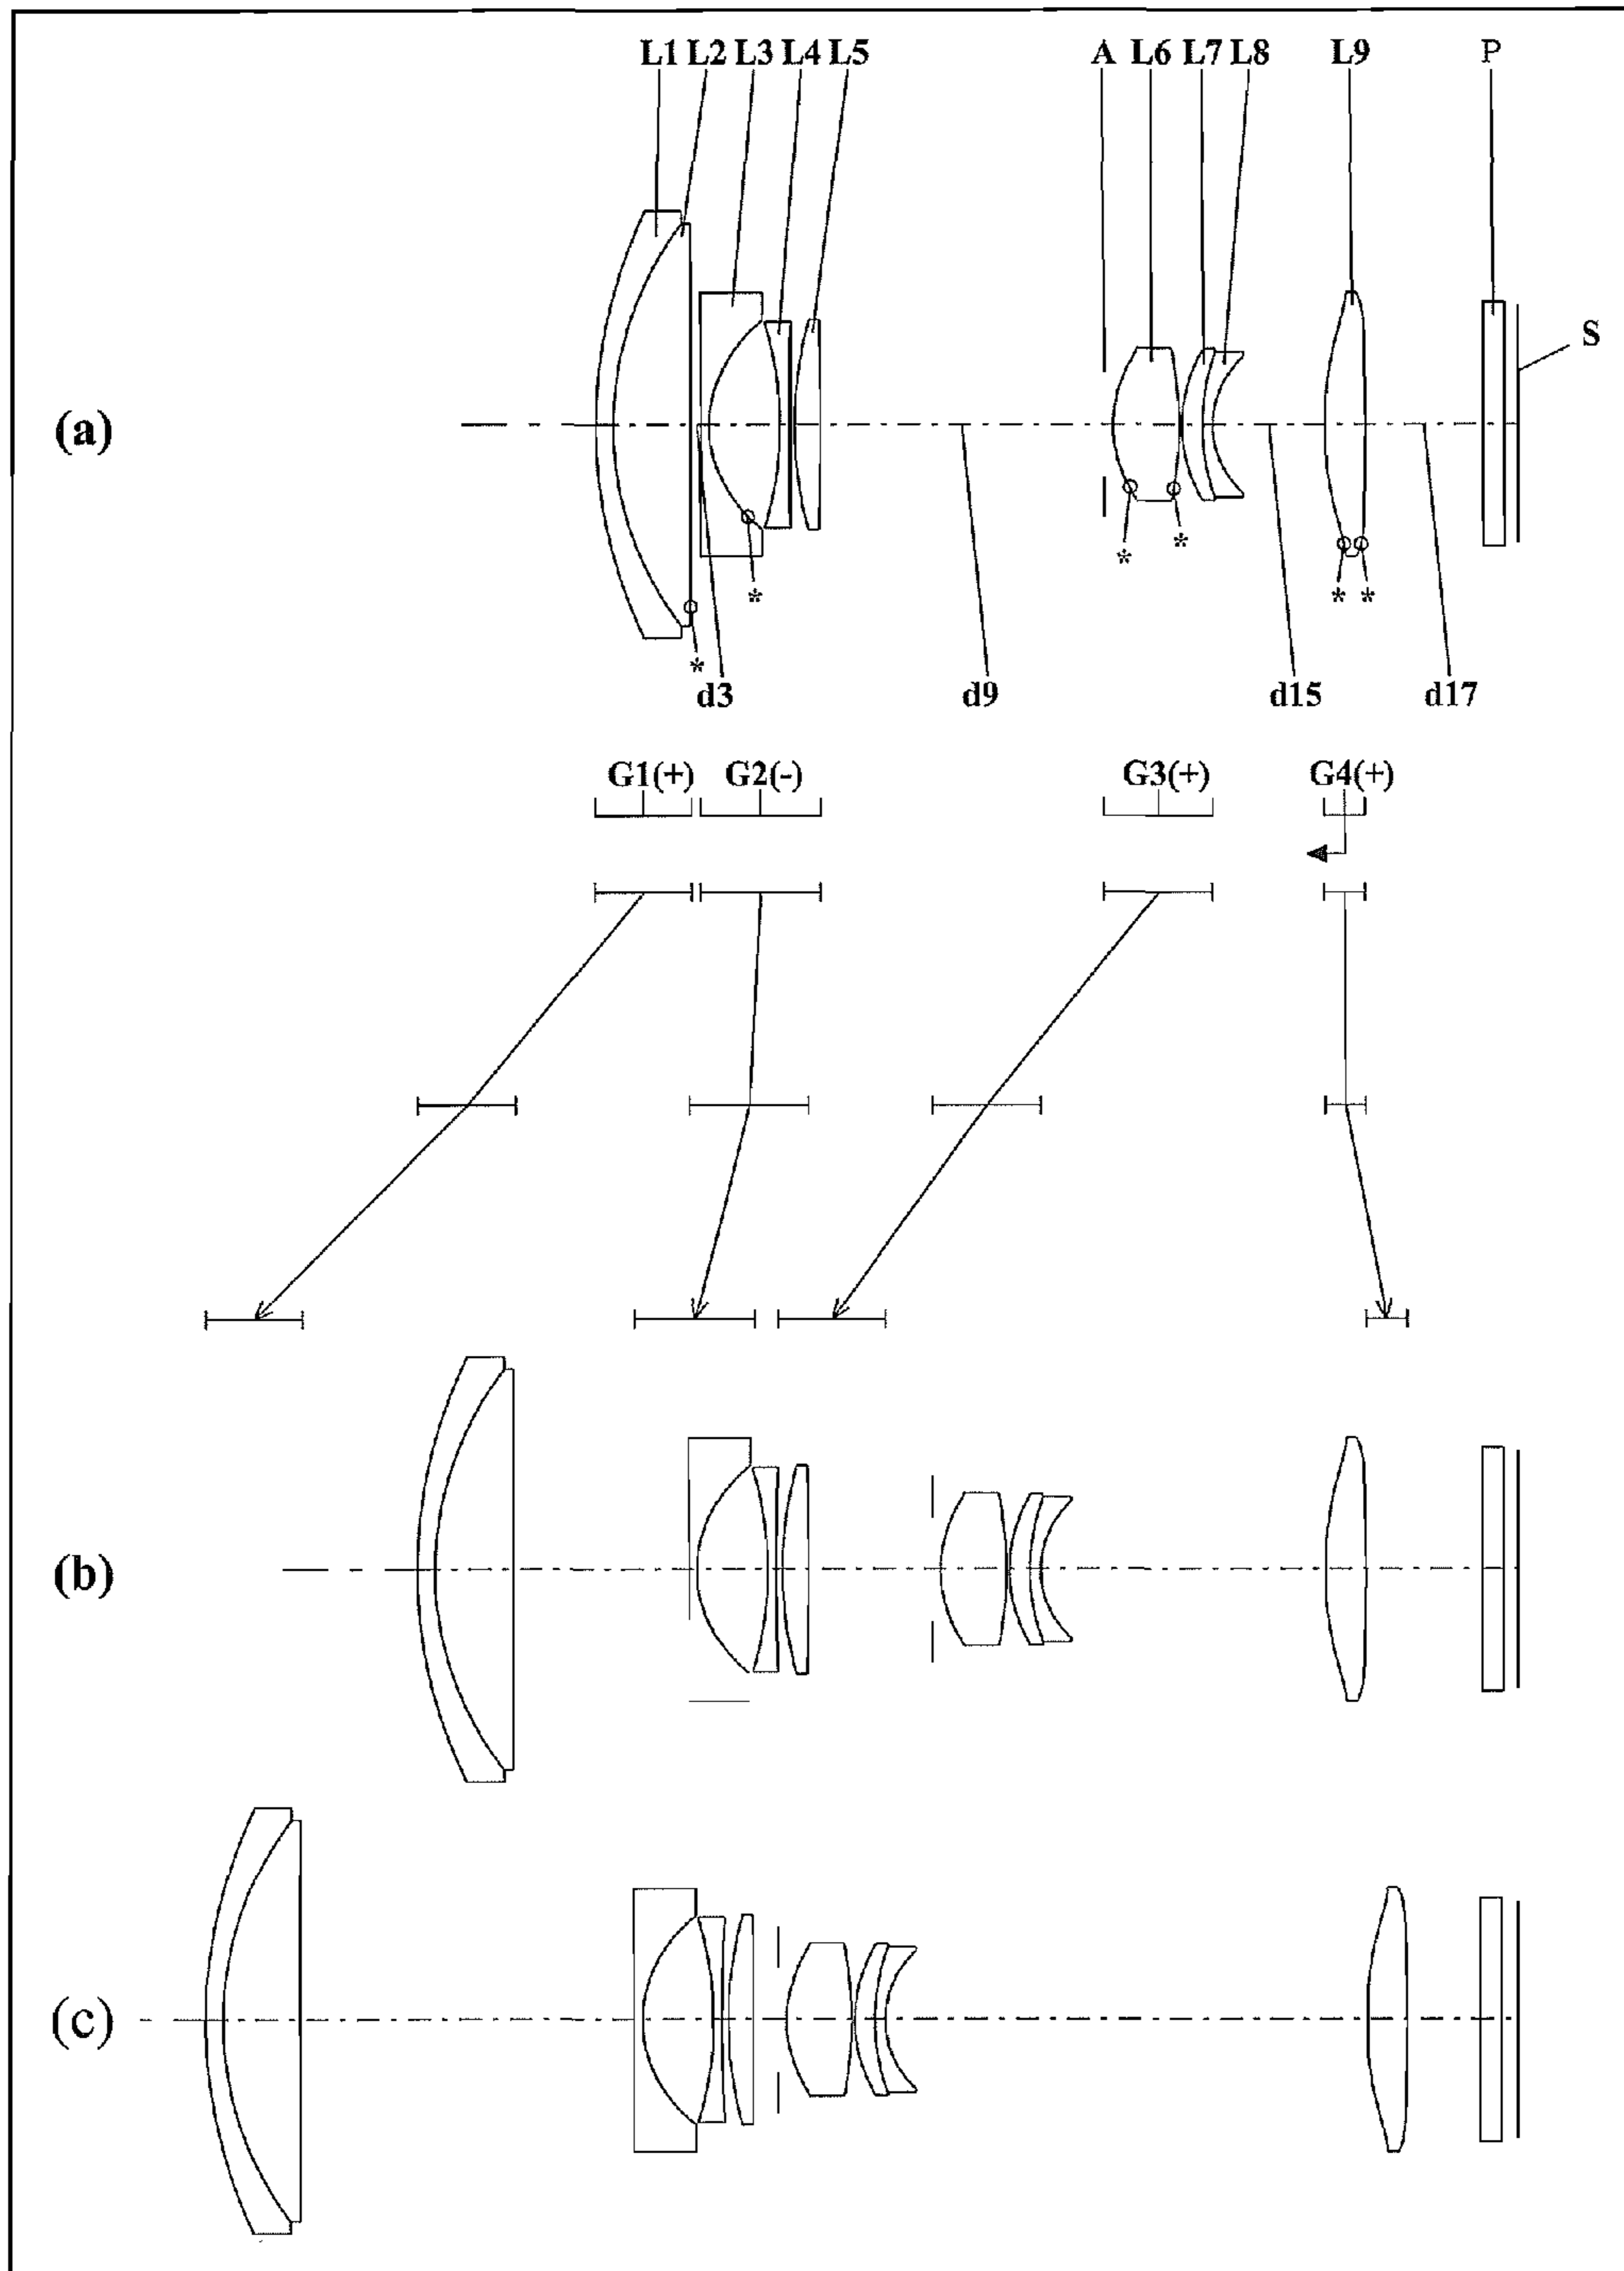 L1 L2 L3 L4 L5 A L6 L7 L8 L9 P
S
(a)
* * * * * *
d3 d9 d15 d17
G1(+) G2(-) G3(+) G4(+)
(b)
(c)